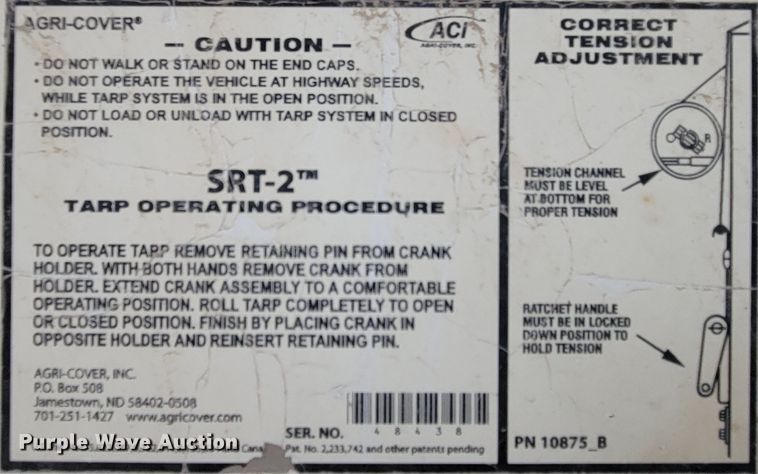 AGRI-COVER®
ACI
AGRI-COVER, INC.
— CAUTION —
• DO NOT WALK OR STAND ON THE END CAPS.
• DO NOT OPERATE THE VEHICLE AT HIGHWAY SPEEDS,
WHILE TARP SYSTEM IS IN THE OPEN POSITION.
• DO NOT LOAD OR UNLOAD WITH TARP SYSTEM IN CLOSED
POSITION.
SRT-2™
TARP OPERATING PROCEDURE
TO OPERATE TARP REMOVE RETAINING PIN FROM CRANK
HOLDER. WITH BOTH HANDS REMOVE CRANK FROM
HOLDER. EXTEND CRANK ASSEMBLY TO A COMFORTABLE
OPERATING POSITION. ROLL TARP COMPLETELY TO OPEN
OR CLOSED POSITION. FINISH BY PLACING CRANK IN
OPPOSITE HOLDER AND REINSERT RETAINING PIN.
AGRI-COVER, INC.
P.O. Box 508
Jamestown, ND 58402-0508
701-251-1427 www.agricover.com
SER. NO.
48438
Canada Pat. No. 2,233,742 and other patents pending
CORRECT
TENSION
ADJUSTMENT
R
TENSION CHANNEL
MUST BE LEVEL
AT BOTTOM FOR
PROPER TENSION
RATCHET HANDLE
MUST BE IN LOCKED
DOWN POSITION TO
HOLD TENSION
PN 10875_B
Purple Wave Auction